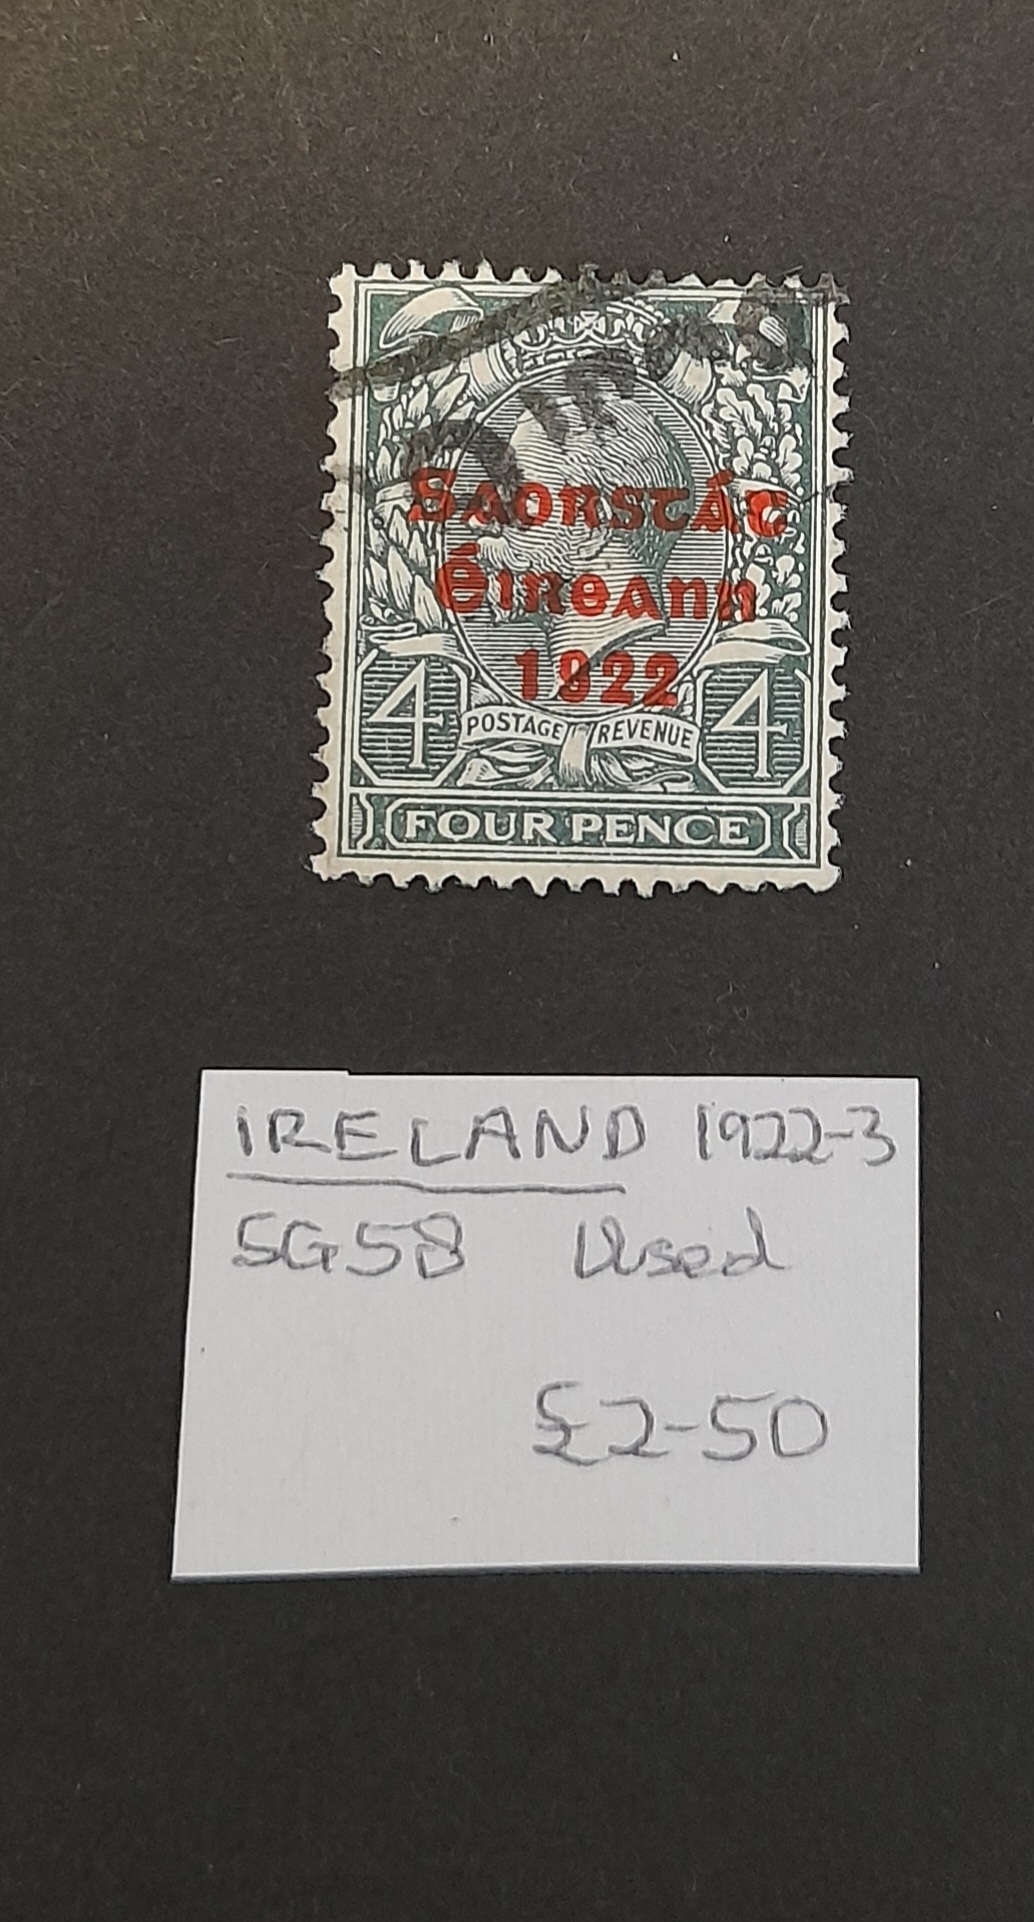 Saorstát
Éireann
1922
4 POSTAGE REVENUE 4
FOUR PENCE
IRELAND 1922-3
SG58 Used
£2-50